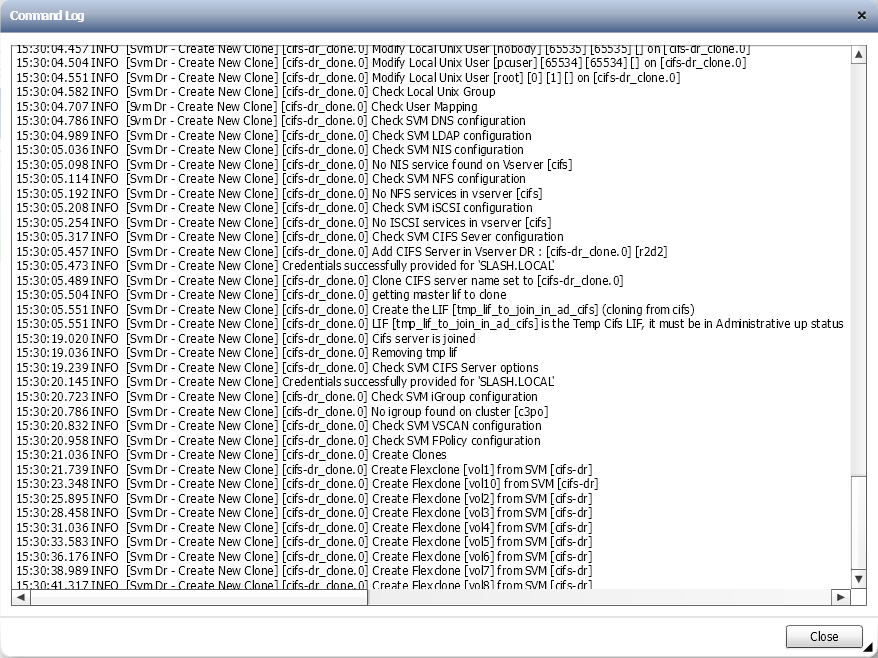 Command Log
15:30:04.457 INFO [Svm Dr - Create New Clone] [cifs-dr_clone.0] Modify Local Unix User [nobody] [65535] [65535] [] on [cifs-dr_clone.0]
15:30:04.504 INFO [Svm Dr - Create New Clone] [cifs-dr_clone.0] Modify Local Unix User [pcuser] [65534] [65534] [] on [cifs-dr_clone.0]
15:30:04.551 INFO [Svm Dr - Create New Clone] [cifs-dr_clone.0] Modify Local Unix User [root] [0] [1] [] on [cifs-dr_clone.0]
15:30:04.582 INFO [Svm Dr - Create New Clone] [cifs-dr_clone.0] Check Local Unix Group
15:30:04.707 INFO [Svm Dr - Create New Clone] [cifs-dr_clone.0] Check User Mapping
15:30:04.786 INFO [Svm Dr - Create New Clone] [cifs-dr_clone.0] Check SVM DNS configuration
15:30:04.989 INFO [Svm Dr - Create New Clone] [cifs-dr_clone.0] Check SVM LDAP configuration
15:30:05.036 INFO [Svm Dr - Create New Clone] [cifs-dr_clone.0] Check SVM NIS configuration
15:30:05.098 INFO [Svm Dr - Create New Clone] [cifs-dr_clone.0] No NIS service found on Vserver [cifs]
15:30:05.114 INFO [Svm Dr - Create New Clone] [cifs-dr_clone.0] Check SVM NFS configuration
15:30:05.192 INFO [Svm Dr - Create New Clone] [cifs-dr_clone.0] No NFS services in vserver [cifs]
15:30:05.208 INFO [Svm Dr - Create New Clone] [cifs-dr_clone.0] Check SVM iSCSI configuration
15:30:05.254 INFO [Svm Dr - Create New Clone] [cifs-dr_clone.0] No ISCSI services in vserver [cifs]
15:30:05.317 INFO [Svm Dr - Create New Clone] [cifs-dr_clone.0] Check SVM CIFS Sever configuration
15:30:05.457 INFO [Svm Dr - Create New Clone] [cifs-dr_clone.0] Add CIFS Server in Vserver DR : [cifs-dr_clone.0] [r2d2]
15:30:05.473 INFO [Svm Dr - Create New Clone] Credentials successfully provided for 'SLASH.LOCAL'
15:30:05.489 INFO [Svm Dr - Create New Clone] [cifs-dr_clone.0] Clone CIFS server name set to [cifs-dr_clone.0]
15:30:05.504 INFO [Svm Dr - Create New Clone] [cifs-dr_clone.0] getting master lif to clone
15:30:05.551 INFO [Svm Dr - Create New Clone] [cifs-dr_clone.0] Create the LIF [tmp_lif_to_join_in_ad_cifs] (cloning from cifs)
15:30:05.551 INFO [Svm Dr - Create New Clone] [cifs-dr_clone.0] LIF [tmp_lif_to_join_in_ad_cifs] is the Temp Cifs LIF, it must be in Administrative up status
15:30:19.020 INFO [Svm Dr - Create New Clone] [cifs-dr_clone.0] Cifs server is joined
15:30:19.036 INFO [Svm Dr - Create New Clone] [cifs-dr_clone.0] Removing tmp lif
15:30:19.239 INFO [Svm Dr - Create New Clone] [cifs-dr_clone.0] Check SVM CIFS Server options
15:30:20.145 INFO [Svm Dr - Create New Clone] Credentials successfully provided for 'SLASH.LOCAL'
15:30:20.723 INFO [Svm Dr - Create New Clone] [cifs-dr_clone.0] Check SVM iGroup configuration
15:30:20.786 INFO [Svm Dr - Create New Clone] [cifs-dr_clone.0] No igroup found on cluster [c3po]
15:30:20.832 INFO [Svm Dr - Create New Clone] [cifs-dr_clone.0] Check SVM VSCAN configuration
15:30:20.958 INFO [Svm Dr - Create New Clone] [cifs-dr_clone.0] Check SVM FPolicy configuration
15:30:21.036 INFO [Svm Dr - Create New Clone] [cifs-dr_clone.0] Create Clones
15:30:21.739 INFO [Svm Dr - Create New Clone] [cifs-dr_clone.0] Create Flexclone [vol1] from SVM [cifs-dr]
15:30:23.348 INFO [Svm Dr - Create New Clone] [cifs-dr_clone.0] Create Flexclone [vol10] from SVM [cifs-dr]
15:30:25.895 INFO [Svm Dr - Create New Clone] [cifs-dr_clone.0] Create Flexclone [vol2] from SVM [cifs-dr]
15:30:28.458 INFO [Svm Dr - Create New Clone] [cifs-dr_clone.0] Create Flexclone [vol3] from SVM [cifs-dr]
15:30:31.036 INFO [Svm Dr - Create New Clone] [cifs-dr_clone.0] Create Flexclone [vol4] from SVM [cifs-dr]
15:30:33.583 INFO [Svm Dr - Create New Clone] [cifs-dr_clone.0] Create Flexclone [vol5] from SVM [cifs-dr]
15:30:36.176 INFO [Svm Dr - Create New Clone] [cifs-dr_clone.0] Create Flexclone [vol6] from SVM [cifs-dr]
15:30:38.989 INFO [Svm Dr - Create New Clone] [cifs-dr_clone.0] Create Flexclone [vol7] from SVM [cifs-dr]
15:30:41.317 INFO [Svm Dr - Create New Clone] [cifs-dr_clone.0] Create Flexclone [vol8] from SVM [cifs-dr]
Close